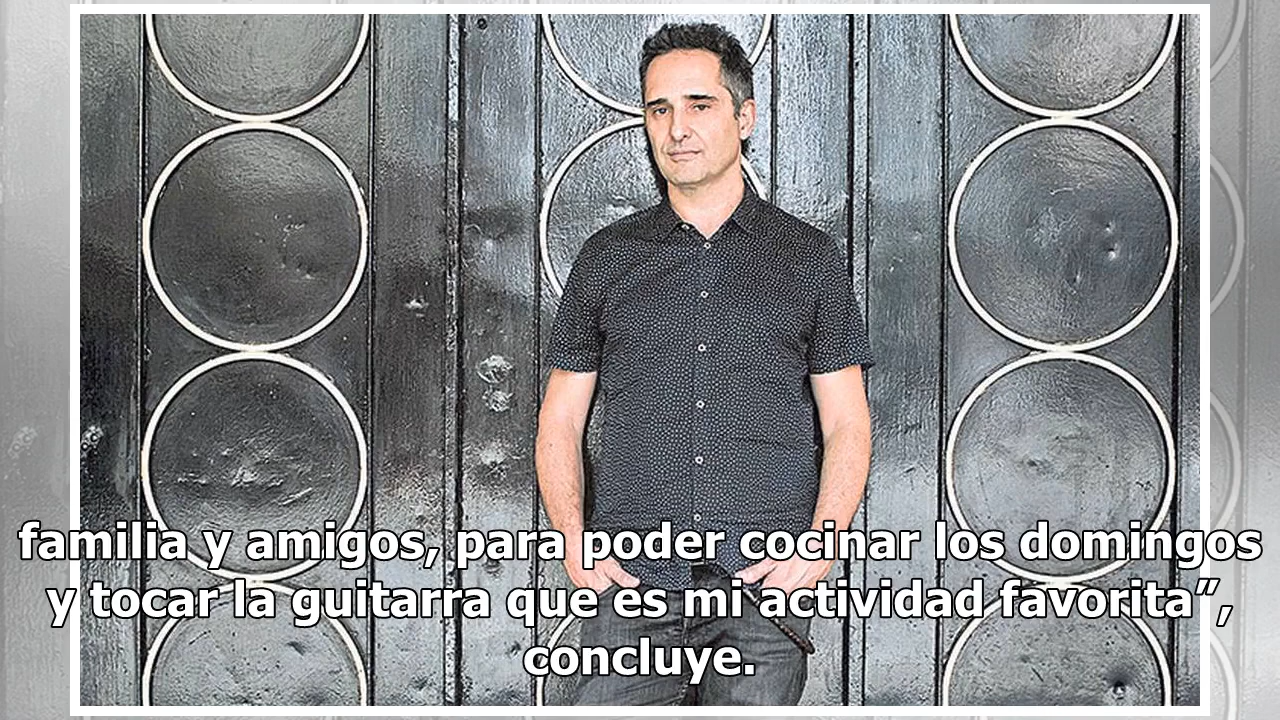 familia y amigos, para poder cocinar los domingos
y tocar la guitarra que es mi actividad favorita”,
concluye.